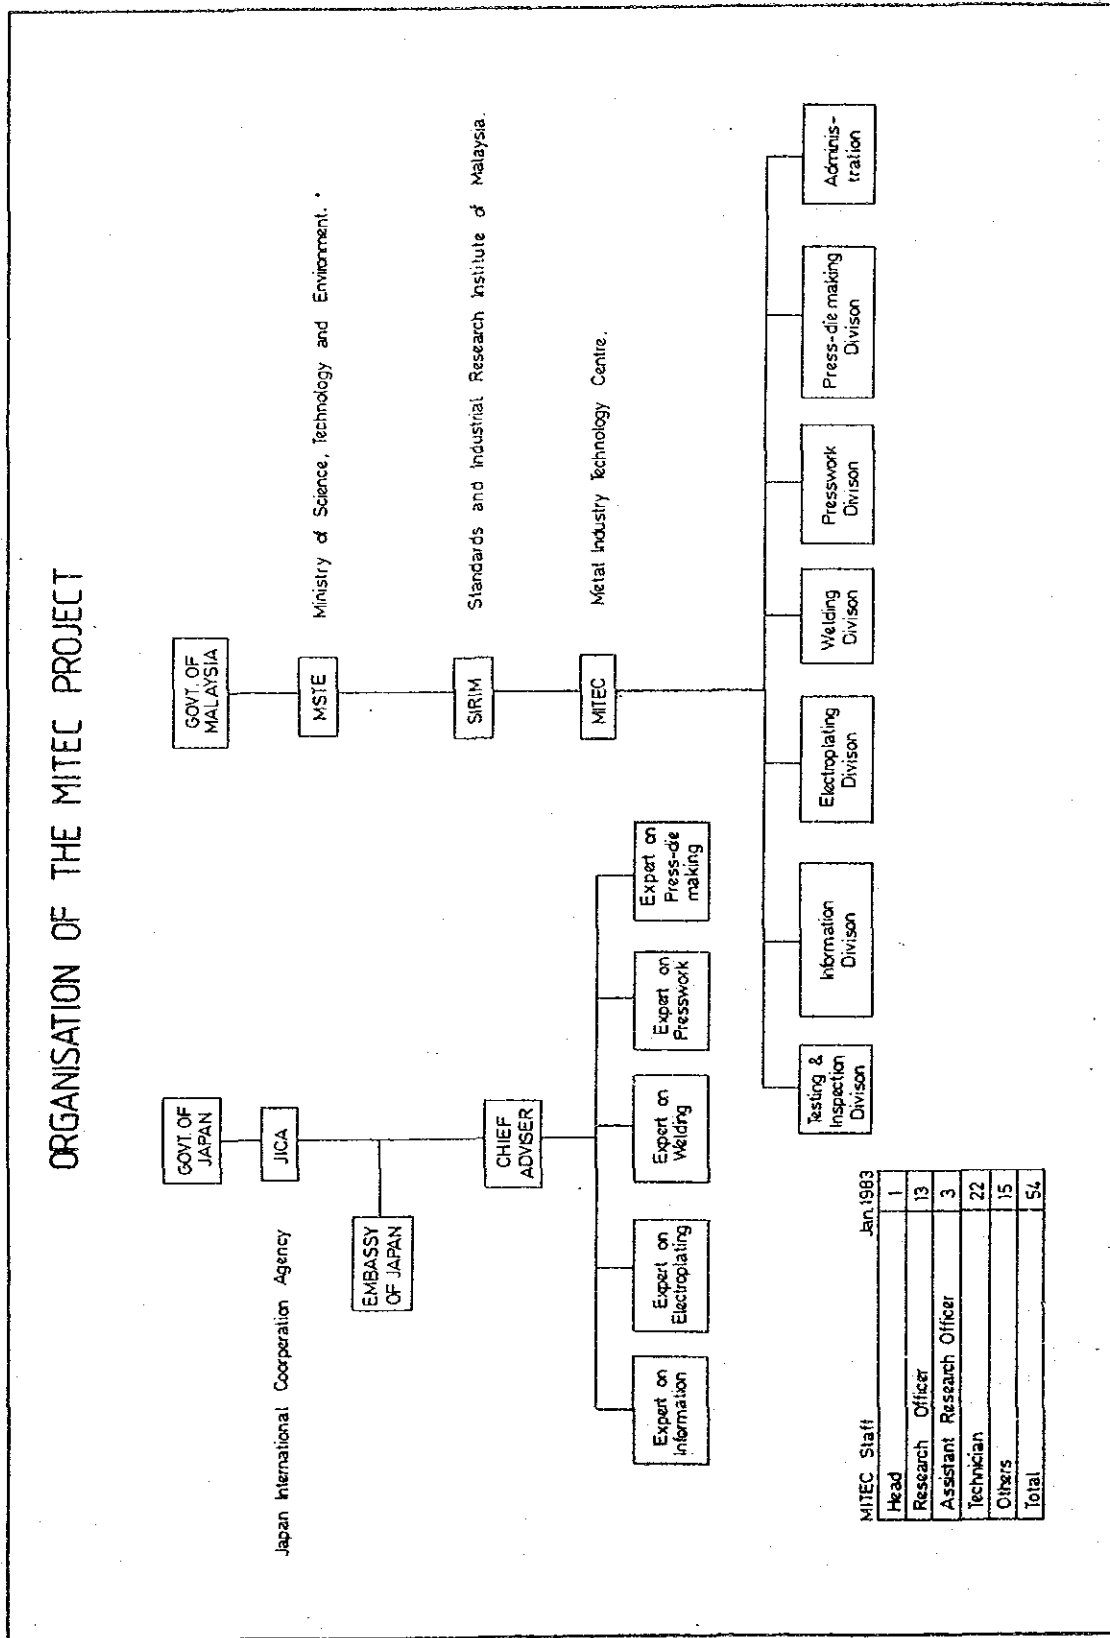 ORGANISATION OF THE MITEC PROJECT
GOVT. OF
JAPAN
Japan International Coorperation Agency
JICA
EMBASSY
OF JAPAN
CHIEF
ADVISER
Expert on
Information
Expert on
Electroplating
Expert on
Welding
Expert on
Presswork
Expert on
Press-die
making
GOVT. OF
MALAYSIA
MSTE
Ministry of Science, Technology and Environment.
SIRIM
Standards and Industrial Research Institute of Malaysia.
MITEC
Metal Industry Technology Centre.
Testing &
Inspection
Divison
Information
Divison
Electroplating
Divison
Welding
Divison
Presswork
Divison
Press-die making
Divison
Adminis-
tration
MITEC Staff Jan.1983
Head 1
Research Officer 13
Assistant Research Officer 3
Technician 22
Others 15
Total 54